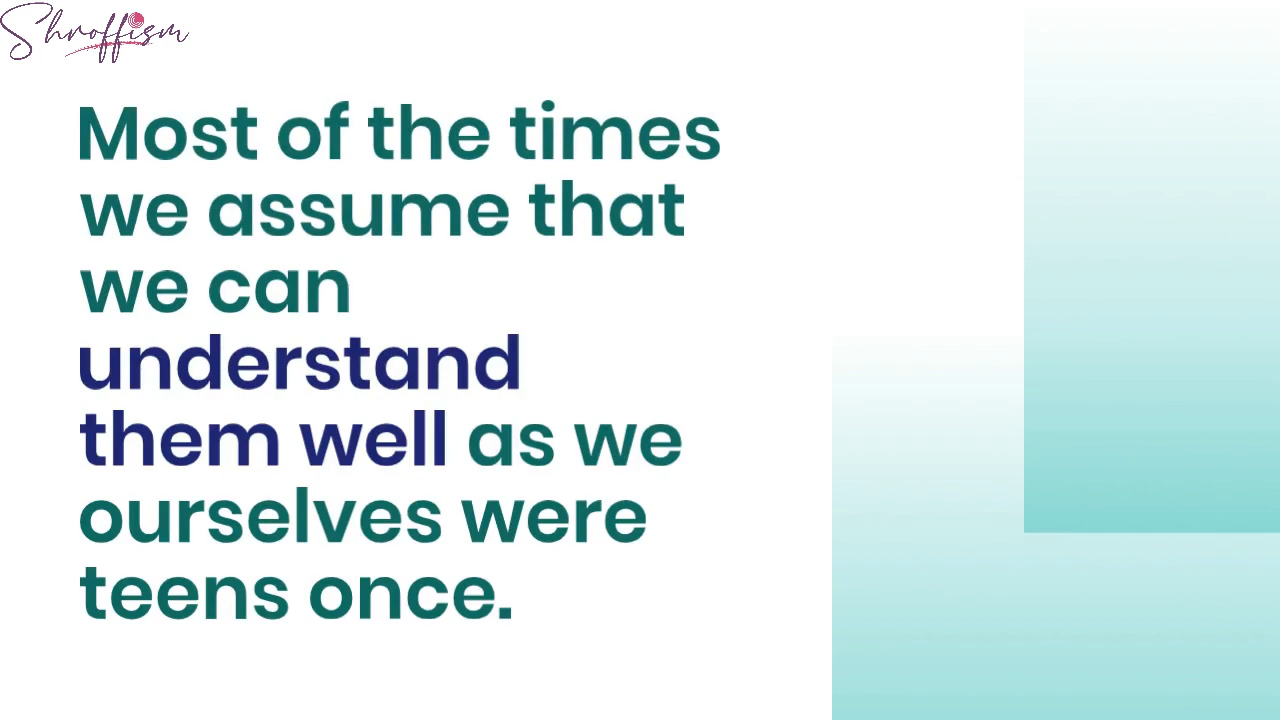 Shroffism
Most of the times
we assume that
we can
understand
them well as we
ourselves were
teens once.